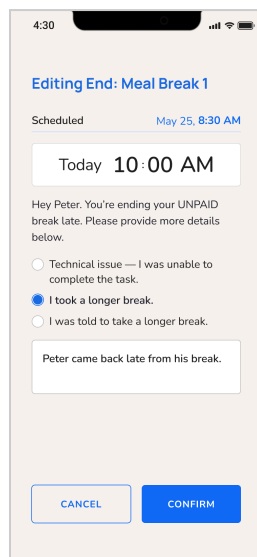 4:30
Editing End: Meal Break 1
Scheduled May 25, 8:30 AM
Today 10:00 AM
Hey Peter. You’re ending your UNPAID
break late. Please provide more details
below.
Technical issue — I was unable to
complete the task.
I took a longer break.
I was told to take a longer break.
Peter came back late from his break.
CANCEL CONFIRM